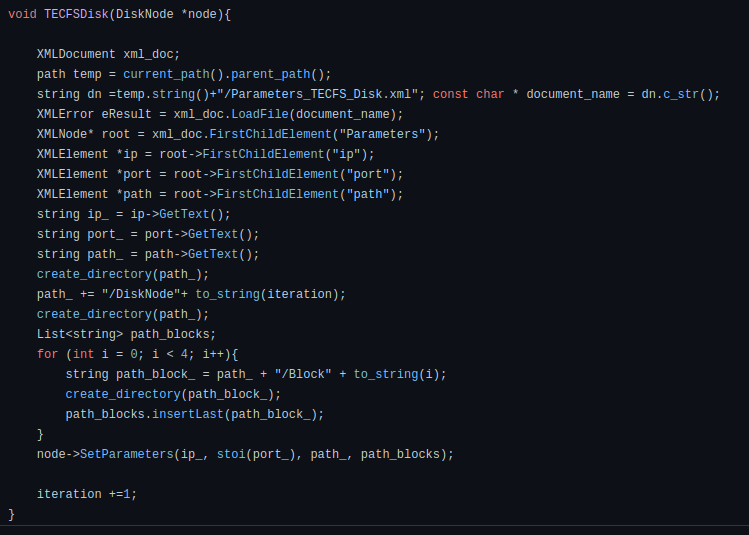 void TECFSDisk(DiskNode *node){
XMLDocument xml_doc;
path temp = current_path().parent_path();
string dn =temp.string()+"/Parameters_TECFS_Disk.xml"; const char * document_name = dn.c_str();
XMLError eResult = xml_doc.LoadFile(document_name);
XMLNode* root = xml_doc.FirstChildElement("Parameters");
XMLElement *ip = root->FirstChildElement("ip");
XMLElement *port = root->FirstChildElement("port");
XMLElement *path = root->FirstChildElement("path");
string ip_ = ip->GetText();
string port_ = port->GetText();
string path_ = path->GetText();
create_directory(path_);
path_ += "/DiskNode"+ to_string(iteration);
create_directory(path_);
List<string> path_blocks;
for (int i = 0; i < 4; i++){
string path_block_ = path_ + "/Block" + to_string(i);
create_directory(path_block_);
path_blocks.insertLast(path_block_);
}
node->SetParameters(ip_, stoi(port_), path_, path_blocks);
iteration +=1;
}